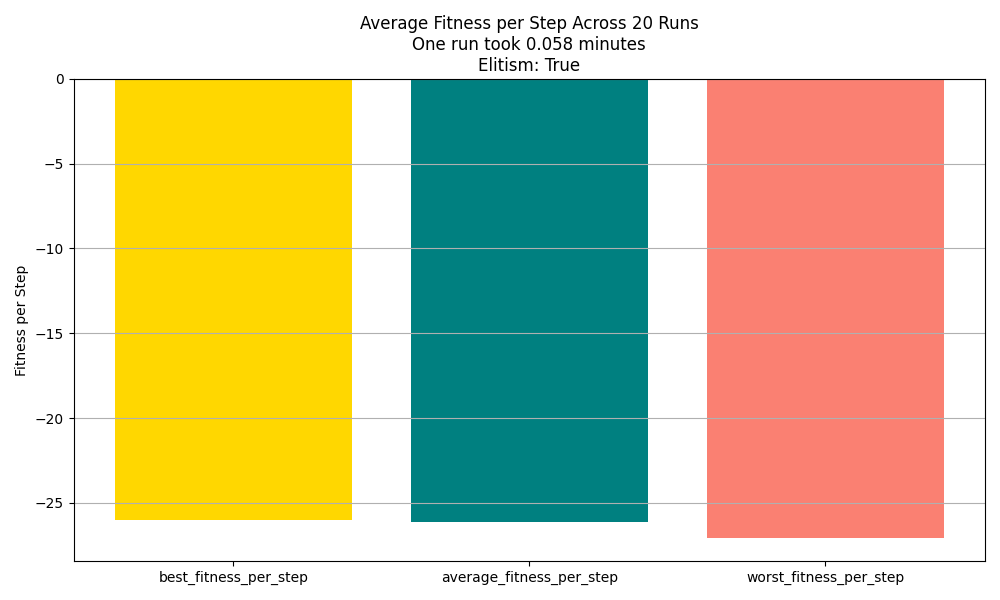 Average Fitness per Step Across 20 Runs
One run took 0.058 minutes
Elitism: True
Fitness per Step
0
−5
−10
−15
−20
−25
best_fitness_per_step
average_fitness_per_step
worst_fitness_per_step